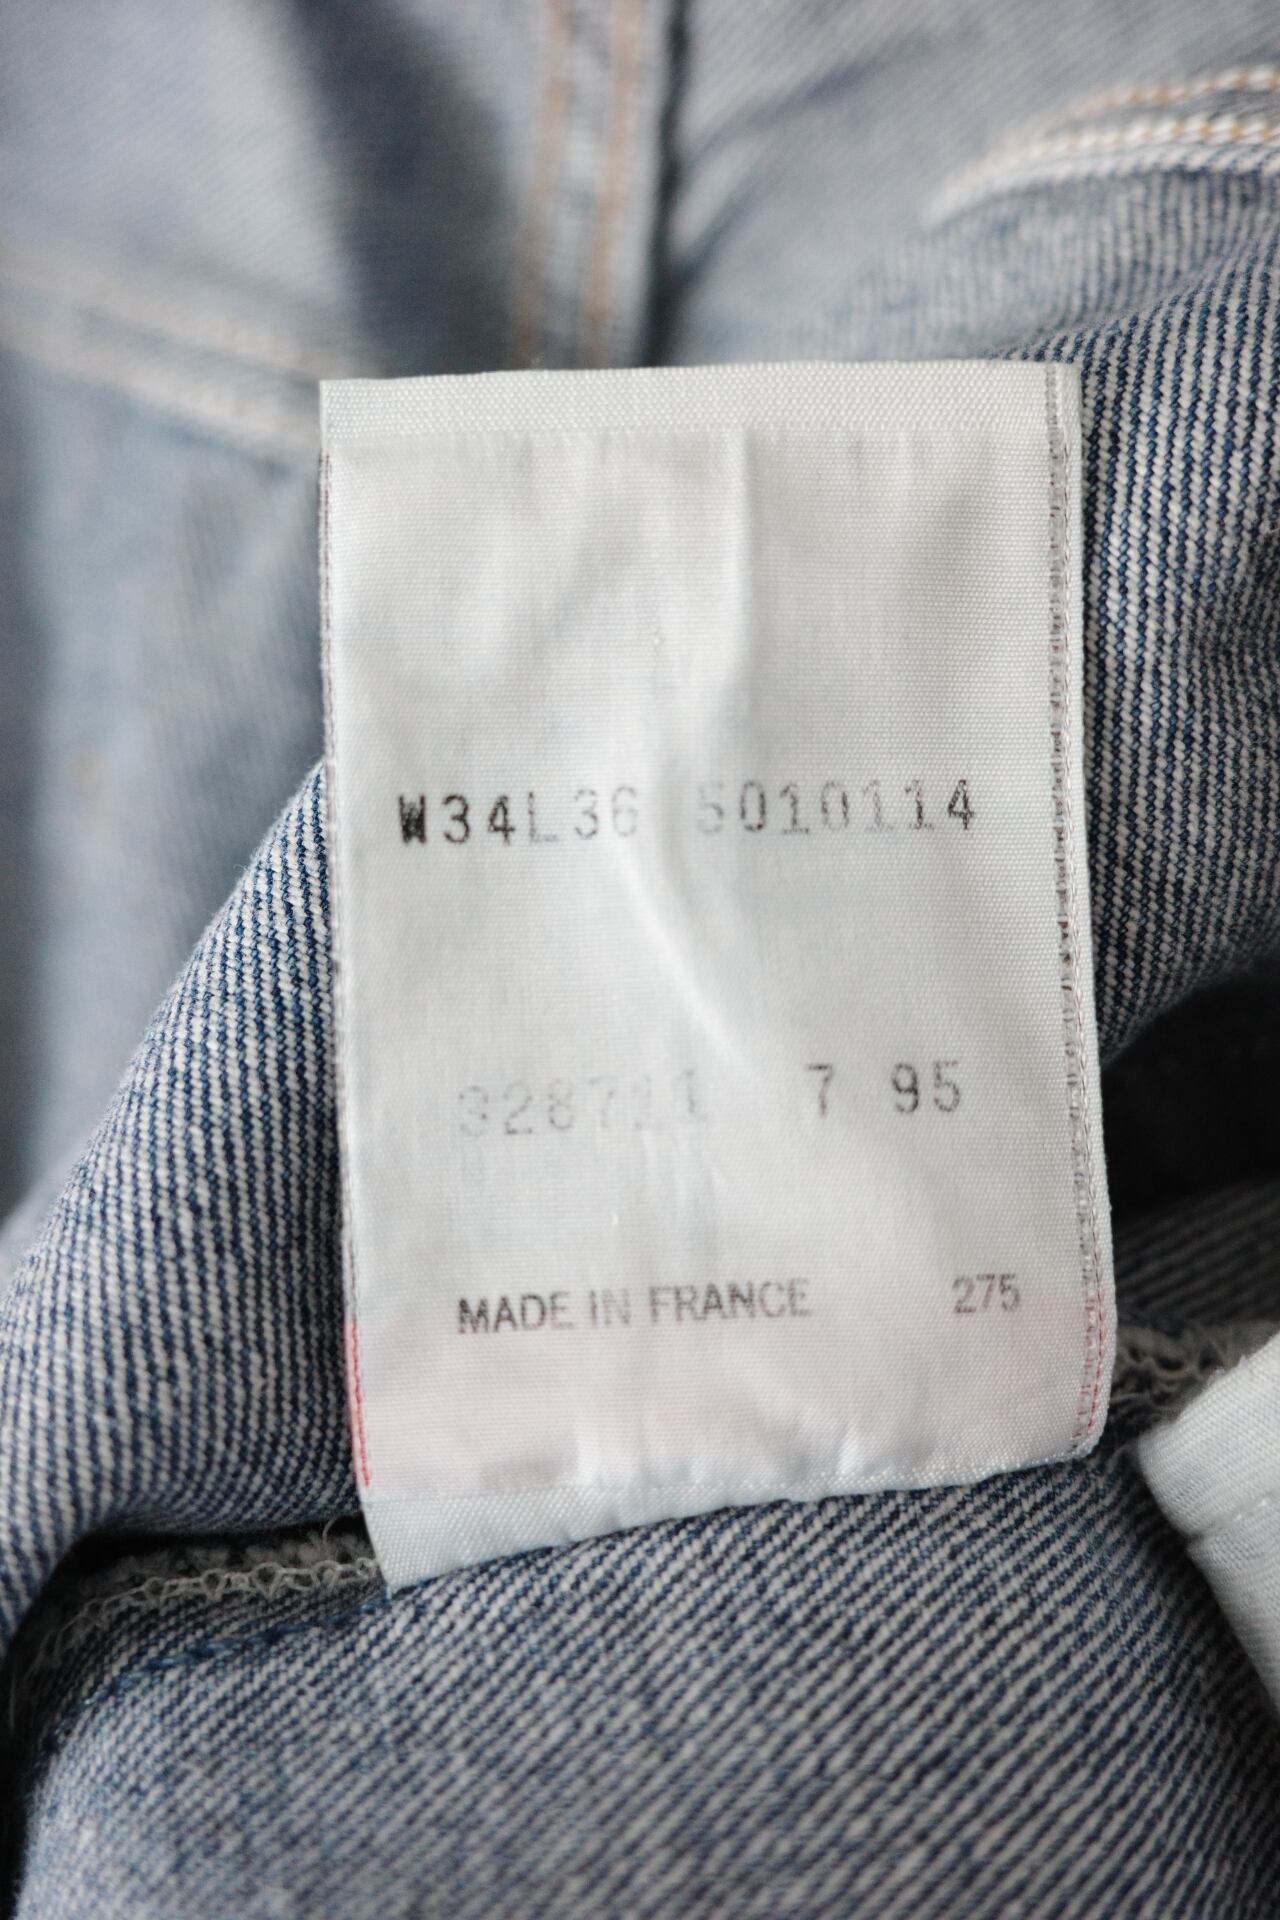 W34L36 5010114
328711 7 95
MADE IN FRANCE 275